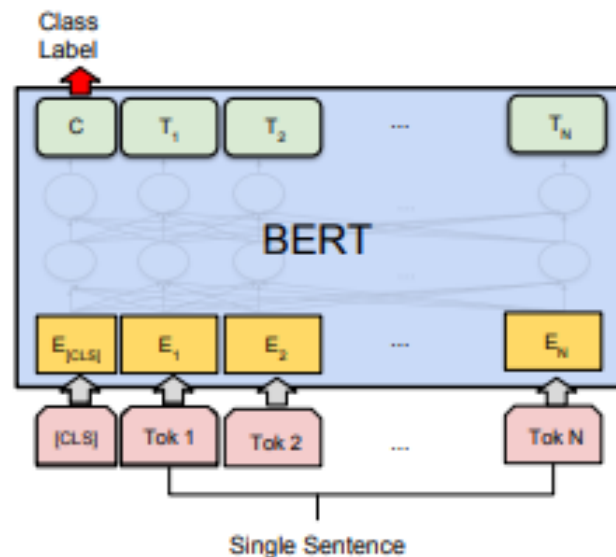 Class
Label
C T1 T2 ... TN
BERT
E[CLS] E1 E2 ... EN
[CLS] Tok 1 Tok 2 ... Tok N
Single Sentence